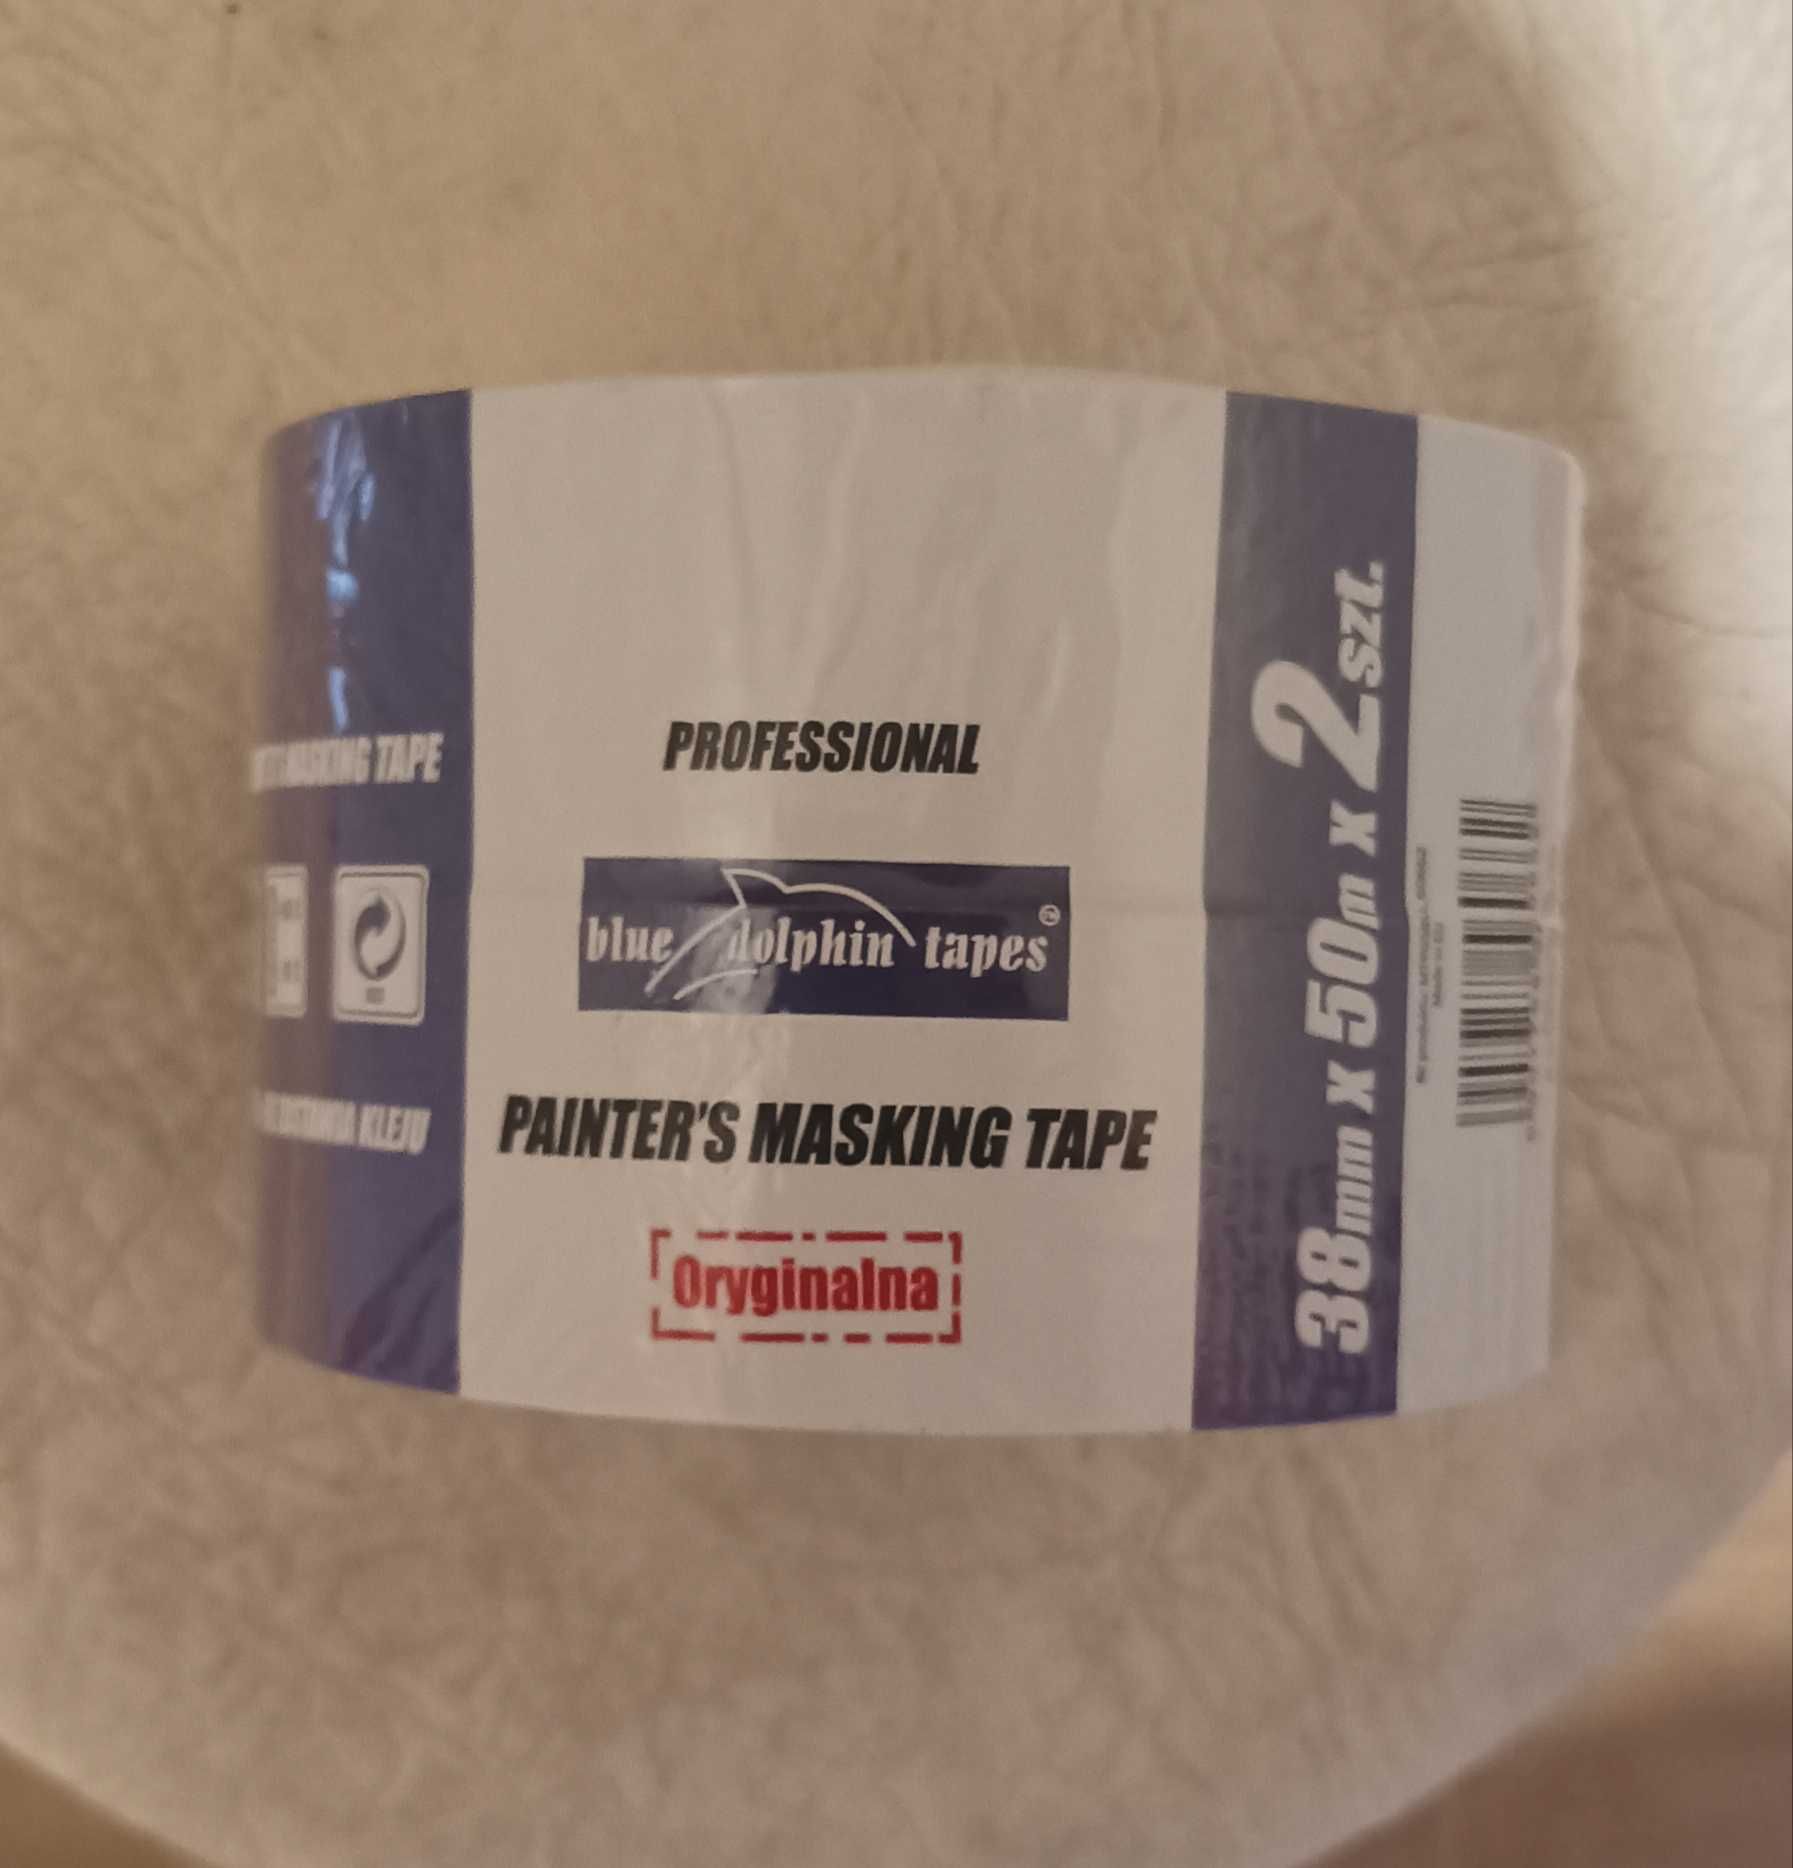 MASKING TAPE
KLEJU
PROFESSIONAL
blue dolphin tapes
PAINTER'S MASKING TAPE
Oryginalna
38mm x 50m x 2szt.